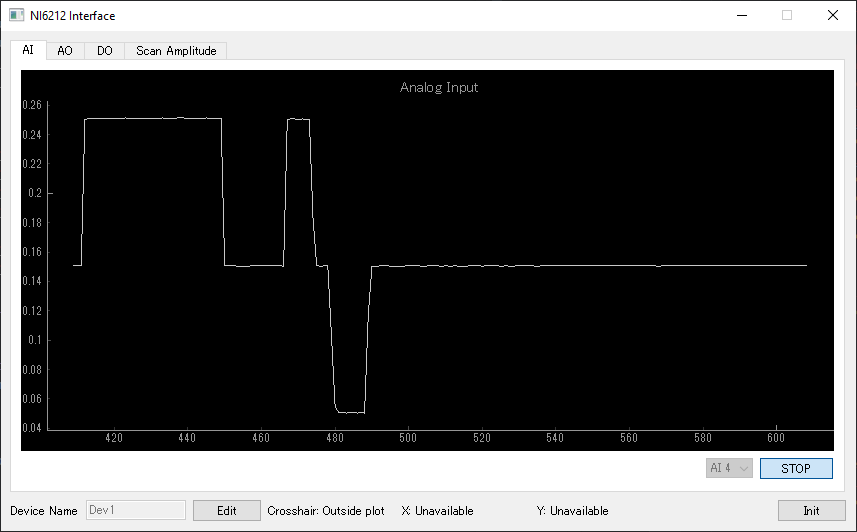 NI6212 Interface
AI AO DO Scan Amplitude
Analog Input
0.26
0.24
0.22
0.2
0.18
0.16
0.14
0.12
0.1
0.08
0.06
0.04
420 440 460 480 500 520 540 560 580 600
AI 4 STOP
Device Name Dev1 Edit Crosshair: Outside plot X: Unavailable Y: Unavailable Init